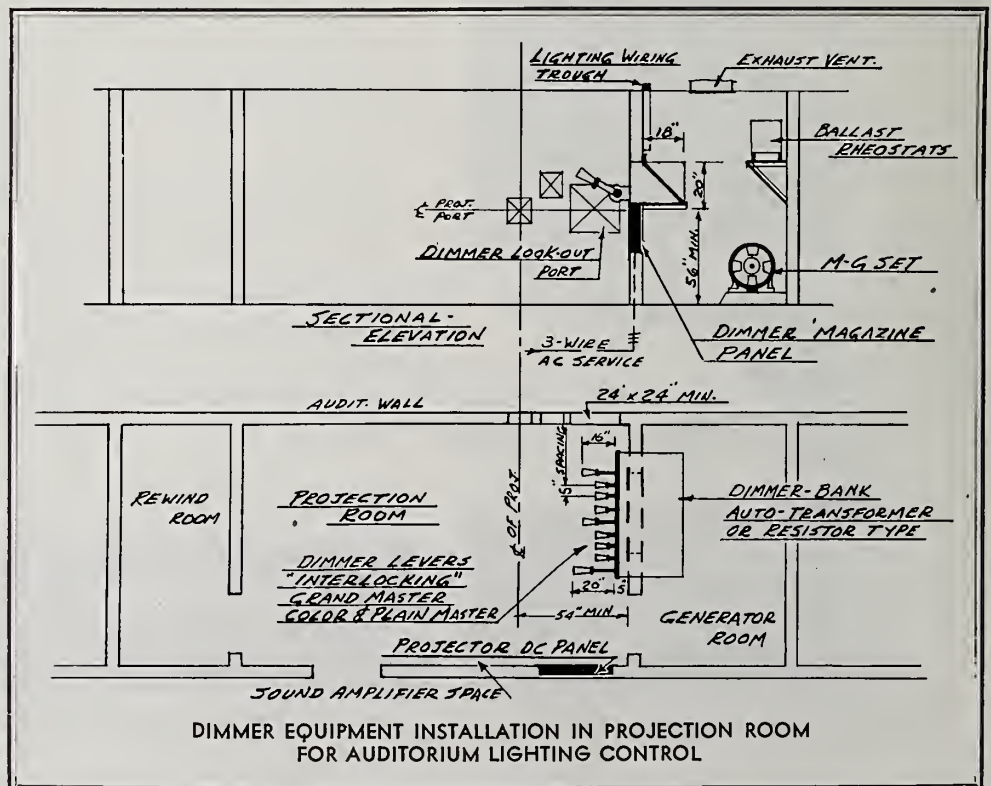 LIGHTING WIRING
TROUGH
EXHAUST VENT.
18"
BALLAST
RHEOSTATS
20"
℄ PROJ.
PORT
DIMMER LOOK-OUT
PORT
56" MIN.
M-G SET
SECTIONAL-
ELEVATION
3-WIRE
AC SERVICE
DIMMER MAGAZINE
PANEL
AUDIT. WALL
24" x 24" MIN.
16"
5" SPACING
REWIND
ROOM
PROJECTION
ROOM
℄ OF PROJ.
DIMMER-BANK
AUTO-TRANSFORMER
OR RESISTOR TYPE
DIMMER LEVERS
"INTERLOCKING"
GRAND MASTER
COLOR & PLAIN MASTER
20"
5"
54" MIN
GENERATOR
ROOM
PROJECTOR DC PANEL
SOUND AMPLIFIER SPACE
DIMMER EQUIPMENT INSTALLATION IN PROJECTION ROOM
FOR AUDITORIUM LIGHTING CONTROL